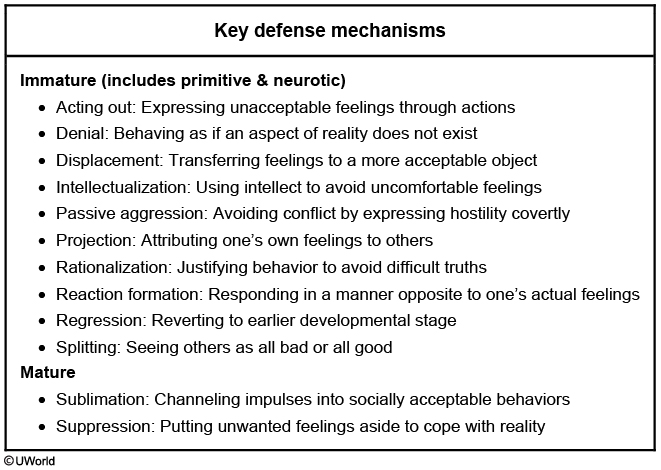 Key defense mechanisms
Immature (includes primitive & neurotic)
• Acting out: Expressing unacceptable feelings through actions
• Denial: Behaving as if an aspect of reality does not exist
• Displacement: Transferring feelings to a more acceptable object
• Intellectualization: Using intellect to avoid uncomfortable feelings
• Passive aggression: Avoiding conflict by expressing hostility covertly
• Projection: Attributing one’s own feelings to others
• Rationalization: Justifying behavior to avoid difficult truths
• Reaction formation: Responding in a manner opposite to one’s actual feelings
• Regression: Reverting to earlier developmental stage
• Splitting: Seeing others as all bad or all good
Mature
• Sublimation: Channeling impulses into socially acceptable behaviors
• Suppression: Putting unwanted feelings aside to cope with reality
© UWorld